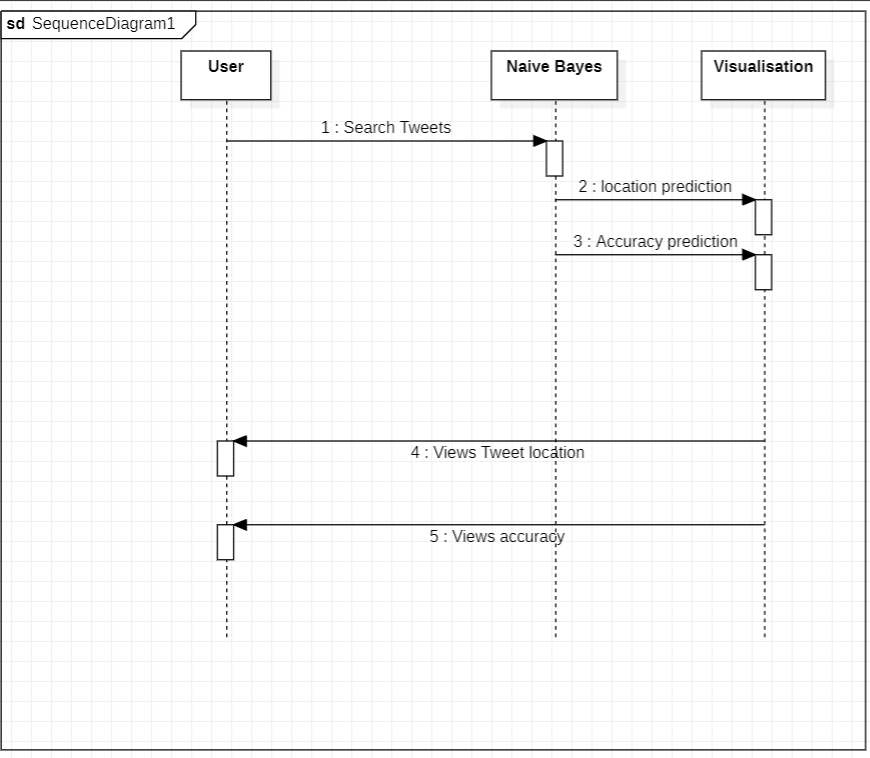 sd SequenceDiagram1
User
Naive Bayes
Visualisation
1 : Search Tweets
2 : location prediction
3 : Accuracy prediction
4 : Views Tweet location
5 : Views accuracy